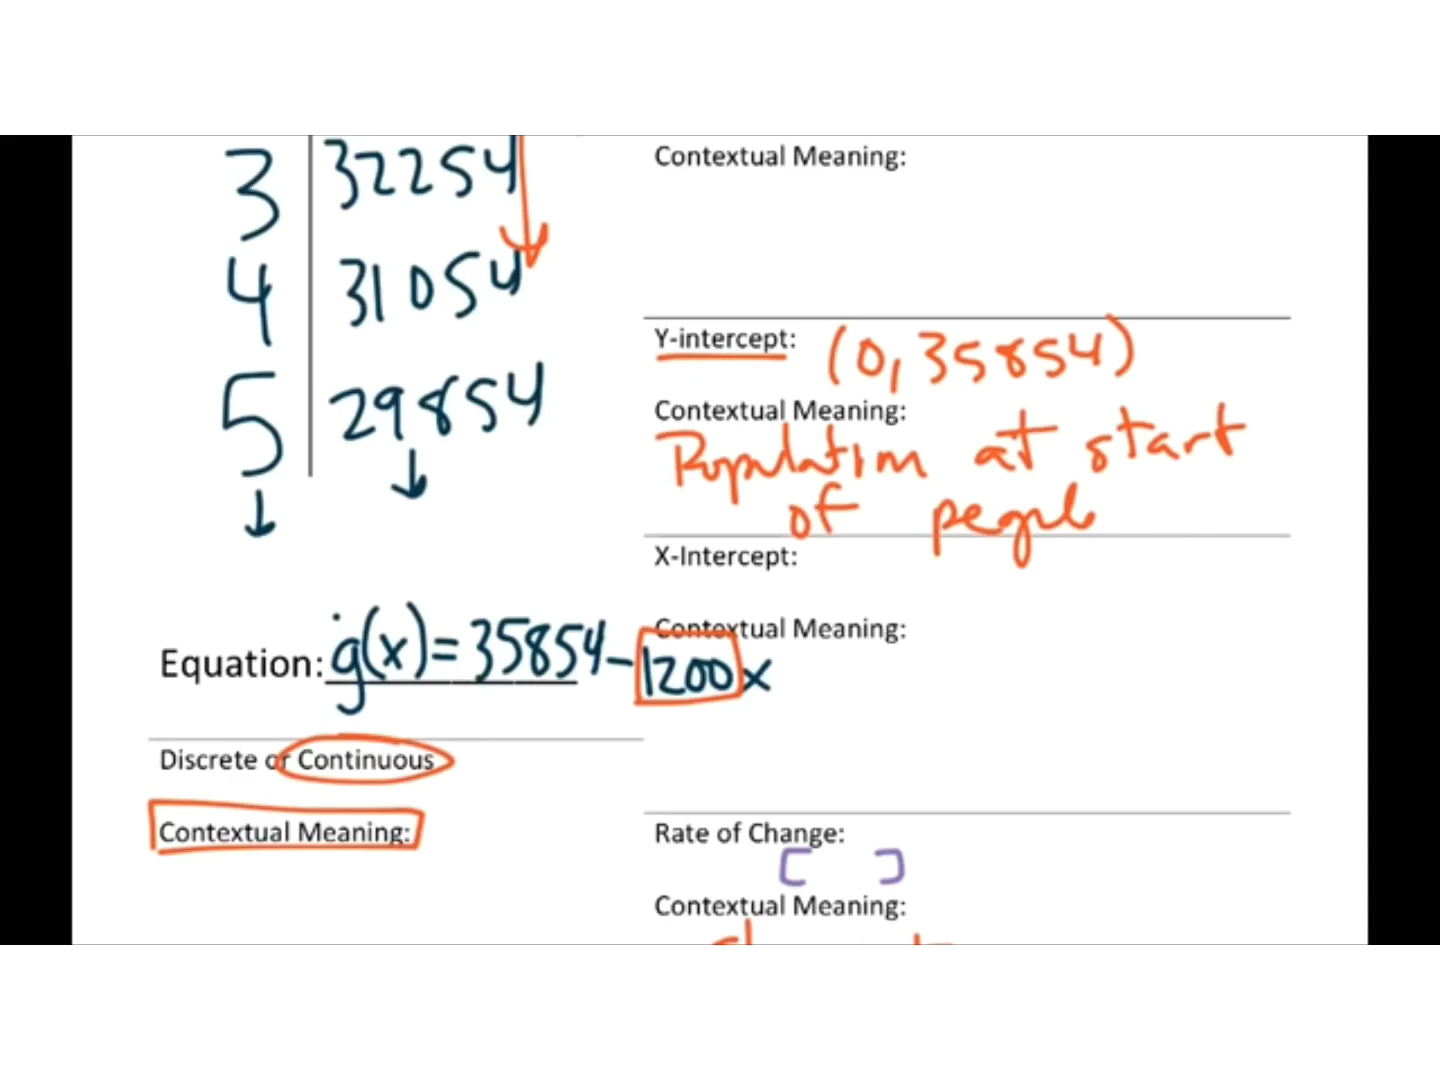 3 32254
4 31054
5 29854
Equation: g(x) = 35854 - 1200x
Discrete or Continuous
Contextual Meaning:
Contextual Meaning:
Y-intercept: (0, 35854)
Contextual Meaning:
Population at start
of people
X-Intercept:
Contextual Meaning:
Rate of Change:
[ ]
Contextual Meaning: